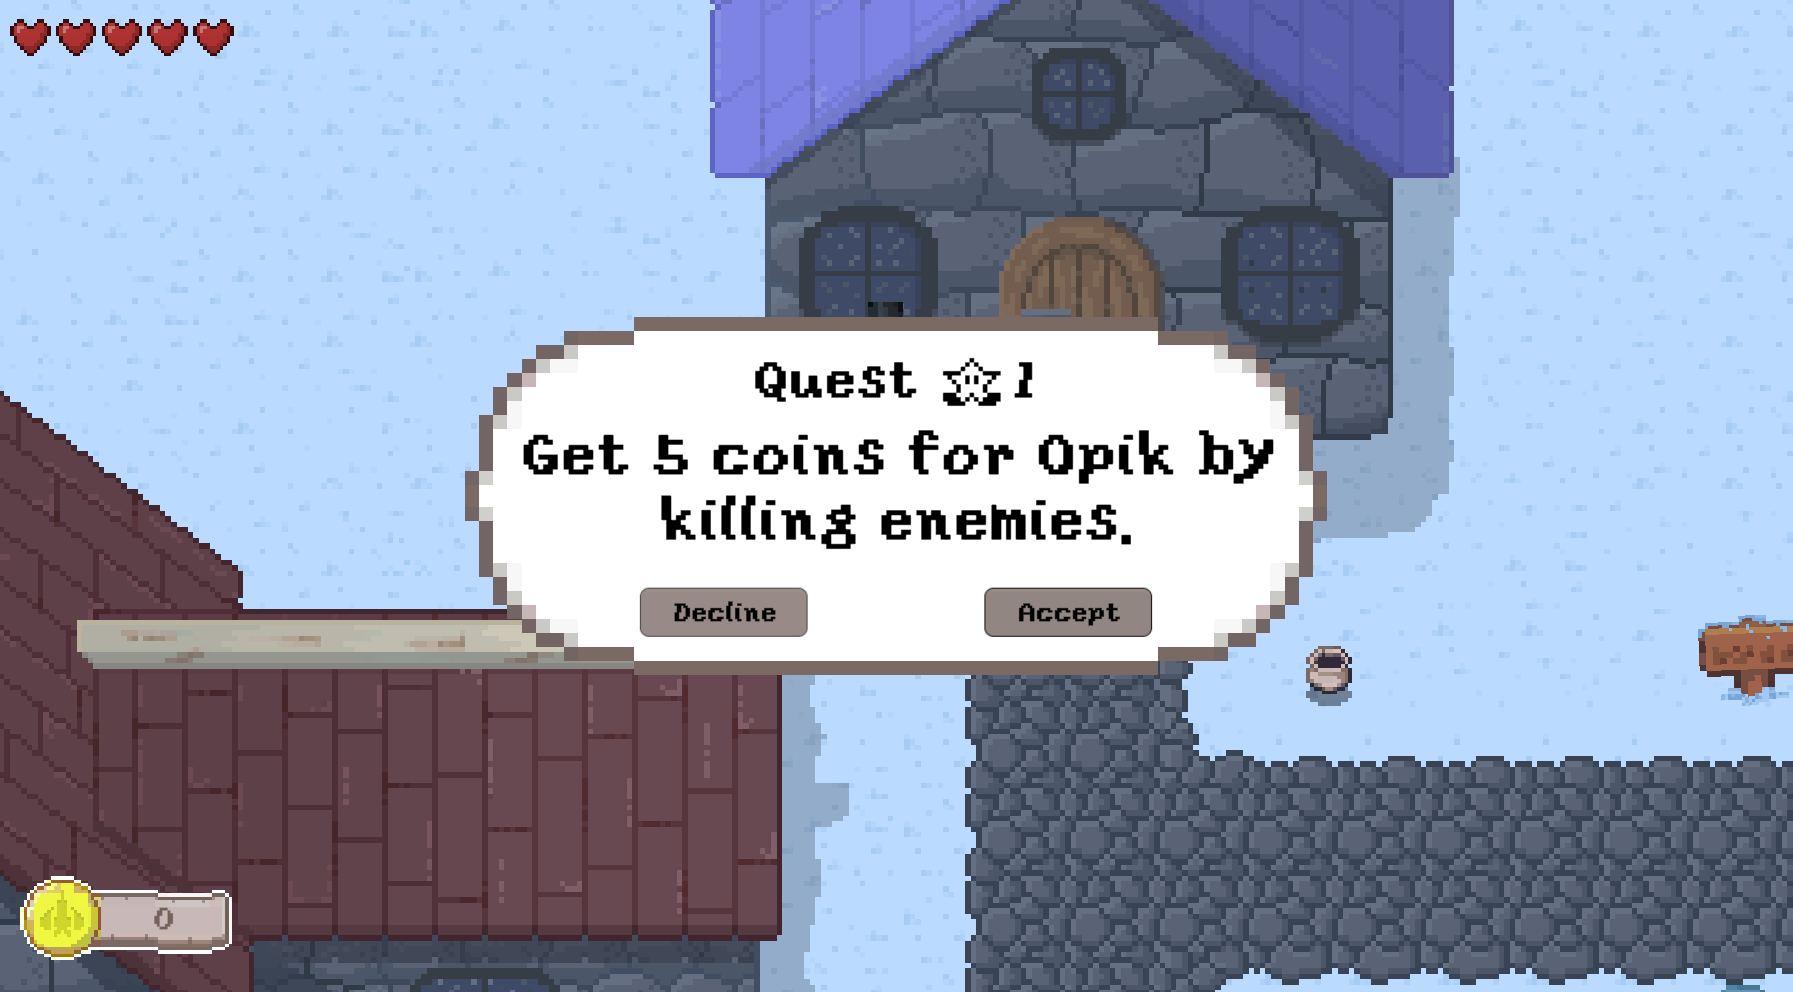 Quest ⭐1
Get 5 coins for Opik by
killing enemies.
Decline
Accept
0